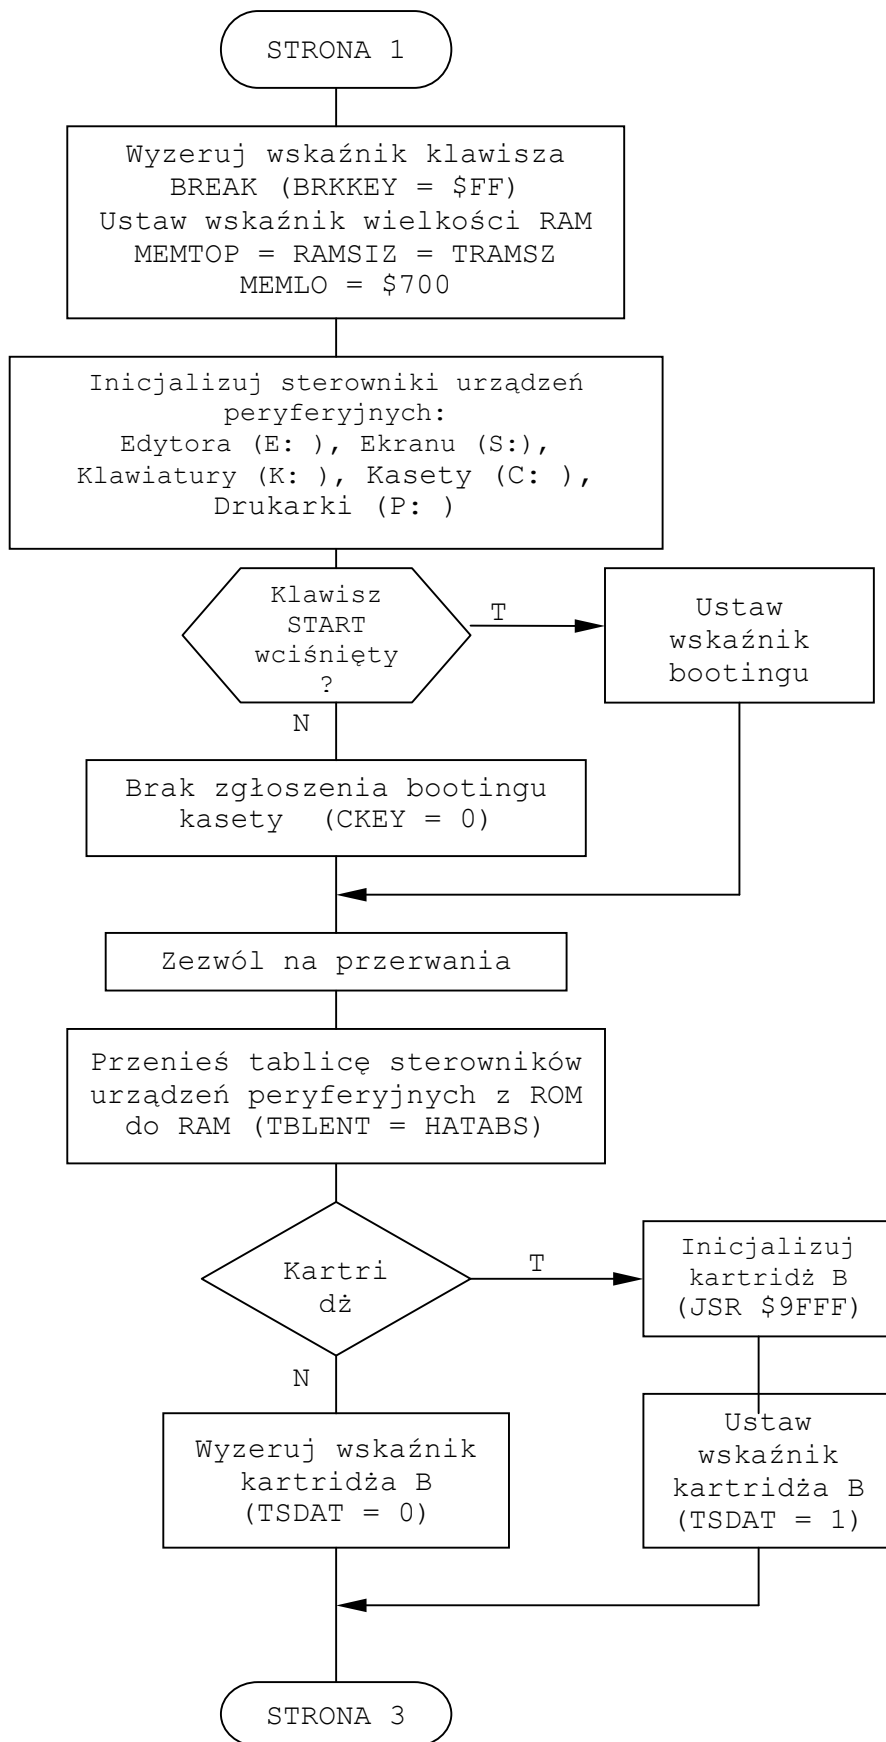 STRONA 1
Wyzeruj wskaźnik klawisza
BREAK (BRKKEY = $FF)
Ustaw wskaźnik wielkości RAM
MEMTOP = RAMSIZ = TRAMSZ
MEMLO = $700
Inicjalizuj sterowniki urządzeń
peryferyjnych:
Edytora (E: ), Ekranu (S:),
Klawiatury (K: ), Kasety (C: ),
Drukarki (P: )
Klawisz
START
wciśnięty
?
T
Ustaw
wskaźnik
bootingu
N
Brak zgłoszenia bootingu
kasety (CKEY = 0)
Zezwól na przerwania
Przenieś tablicę sterowników
urządzeń peryferyjnych z ROM
do RAM (TBLENT = HATABS)
Kartri
dż
T
Inicjalizuj
kartridż B
(JSR $9FFF)
N
Wyzeruj wskaźnik
kartridża B
(TSDAT = 0)
Ustaw
wskaźnik
kartridża B
(TSDAT = 1)
STRONA 3